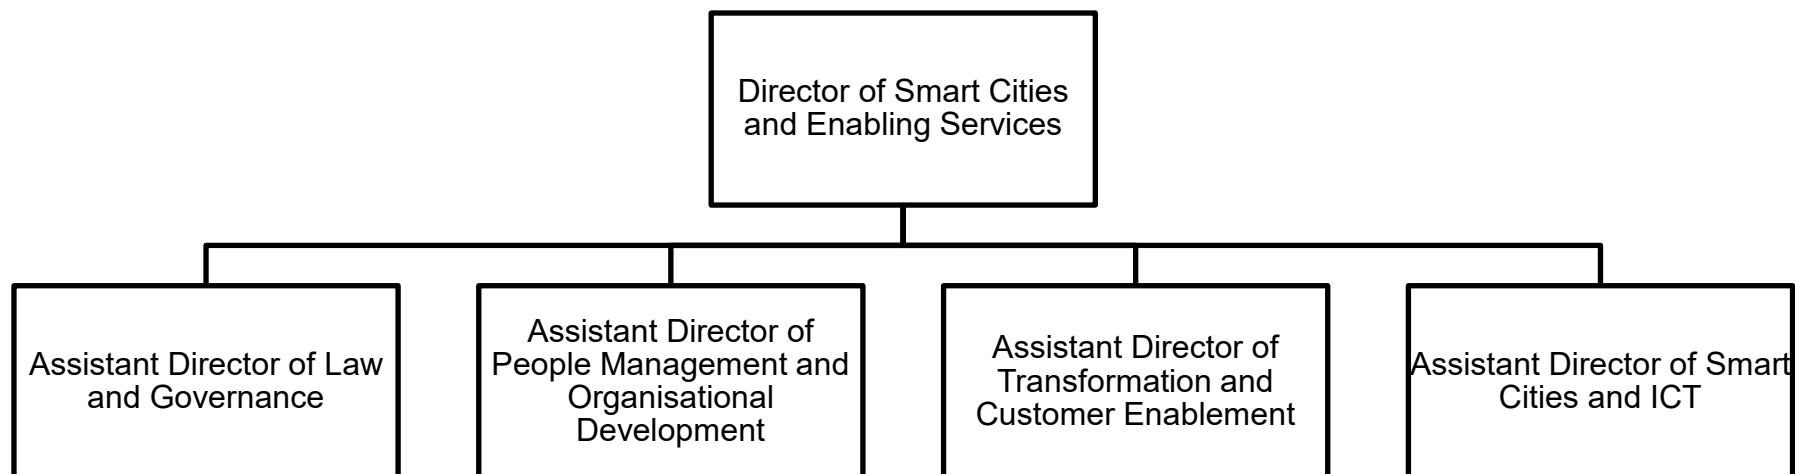 Director of Smart Cities
and Enabling Services
Assistant Director of Law
and Governance
Assistant Director of
People Management and
Organisational
Development
Assistant Director of
Transformation and
Customer Enablement
Assistant Director of Smart
Cities and ICT